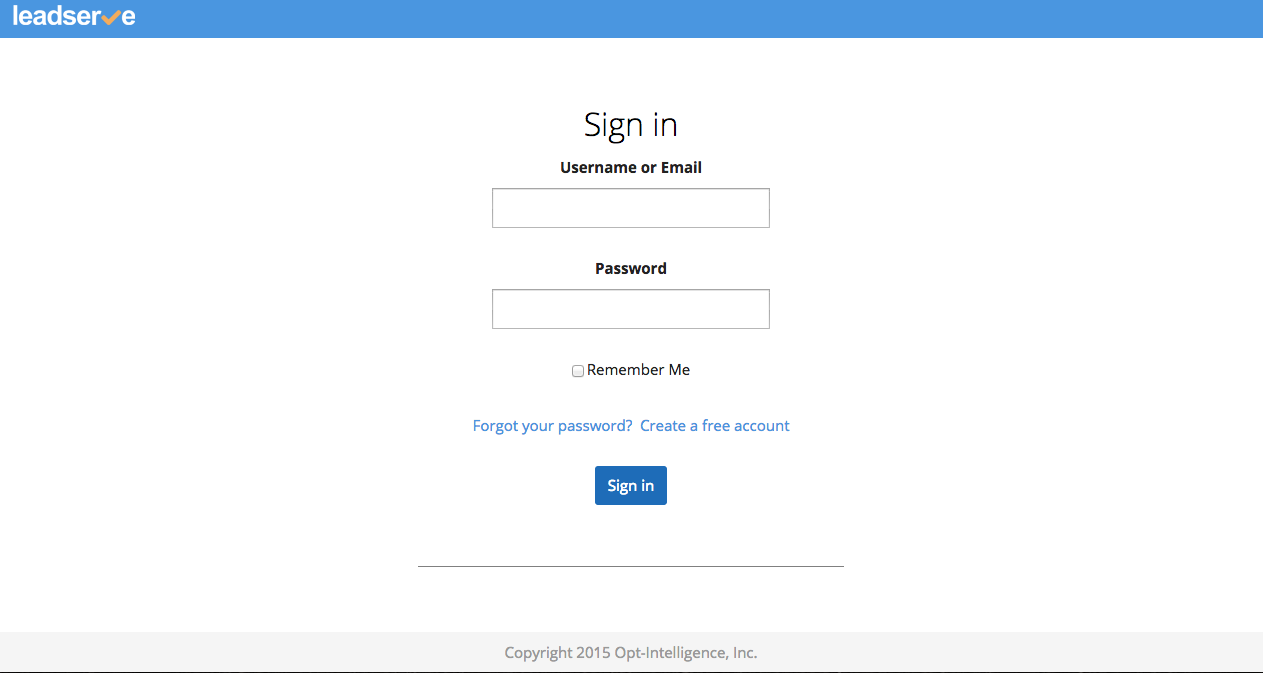 leadserve
Sign in
Username or Email
Password
Remember Me
Forgot your password? Create a free account
Sign in
Copyright 2015 Opt-Intelligence, Inc.